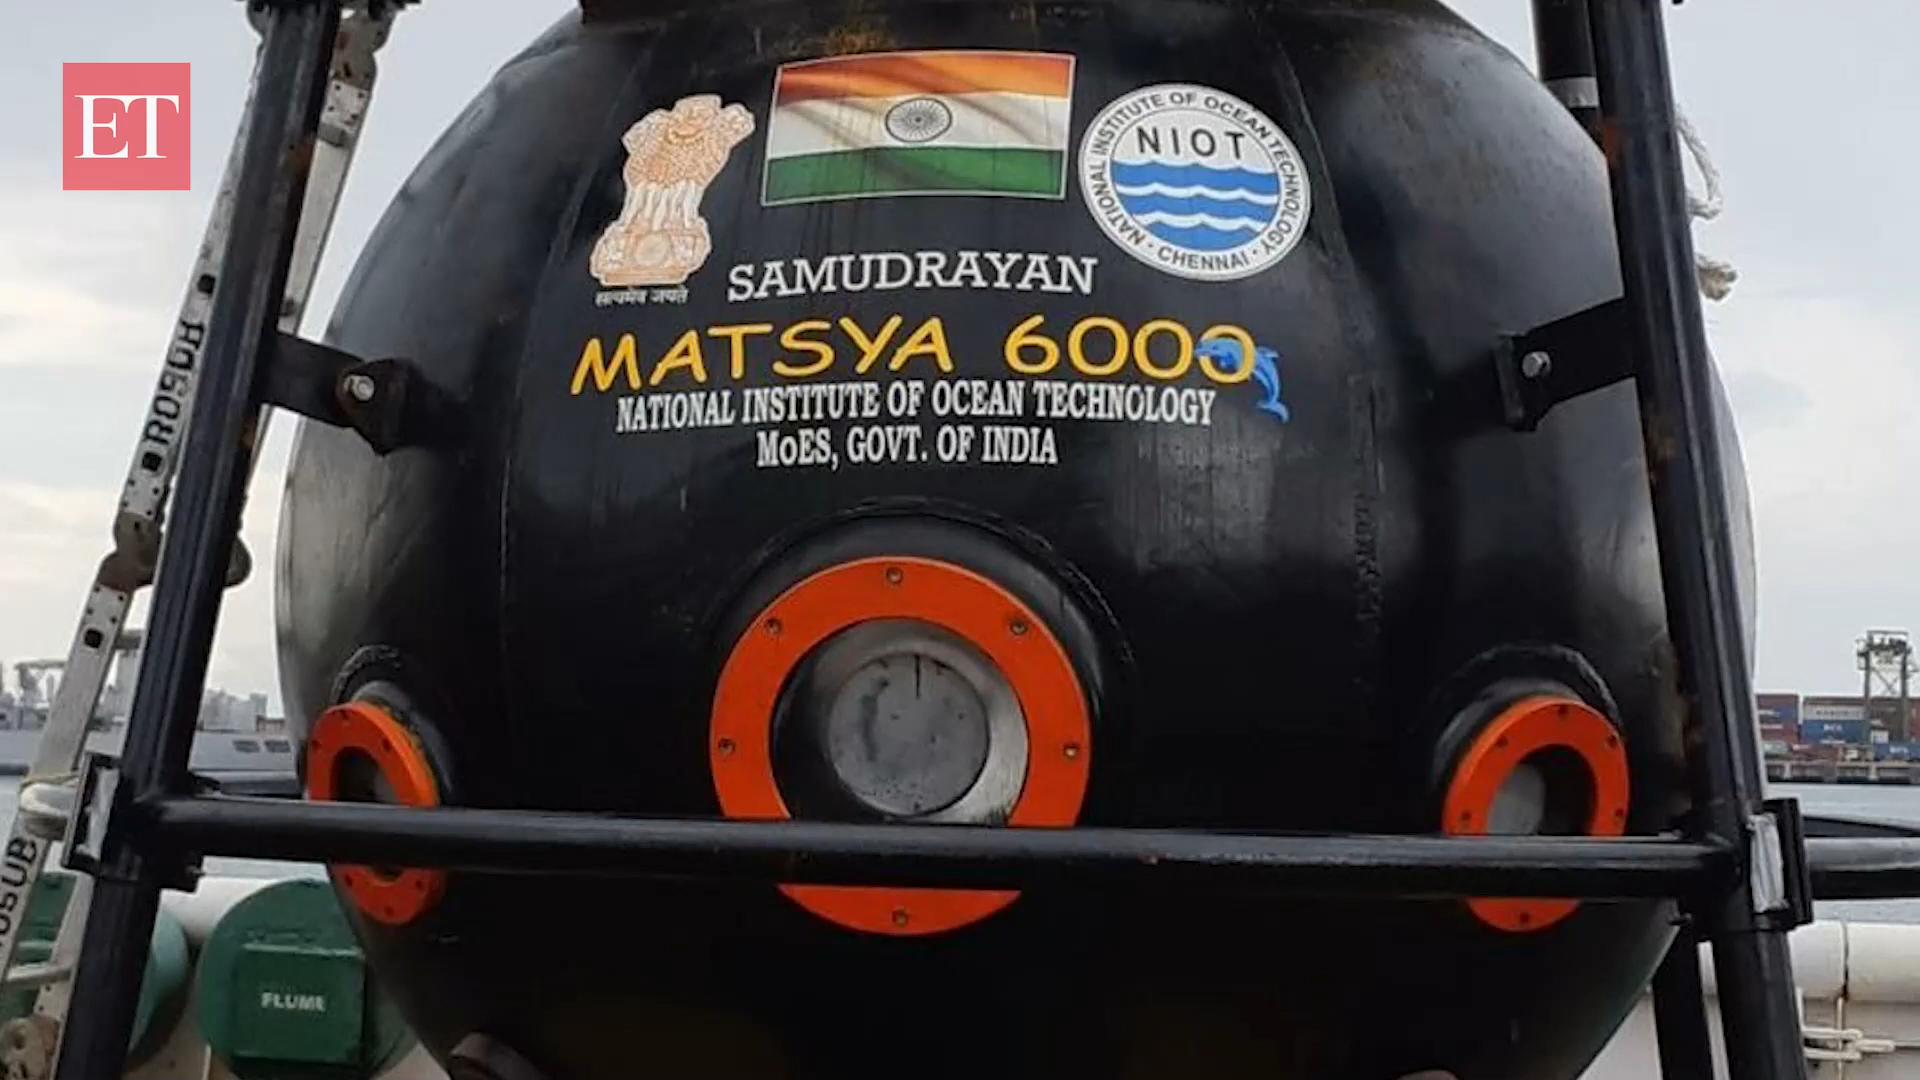 ET
NATIONAL INSTITUTE OF OCEAN TECHNOLOGY
NIOT
· CHENNAI ·
सत्यमेव जयते
SAMUDRAYAN
MATSYA 6000
NATIONAL INSTITUTE OF OCEAN TECHNOLOGY
MoES, GOVT. OF INDIA
ROSUB
ROSUB
FLUME